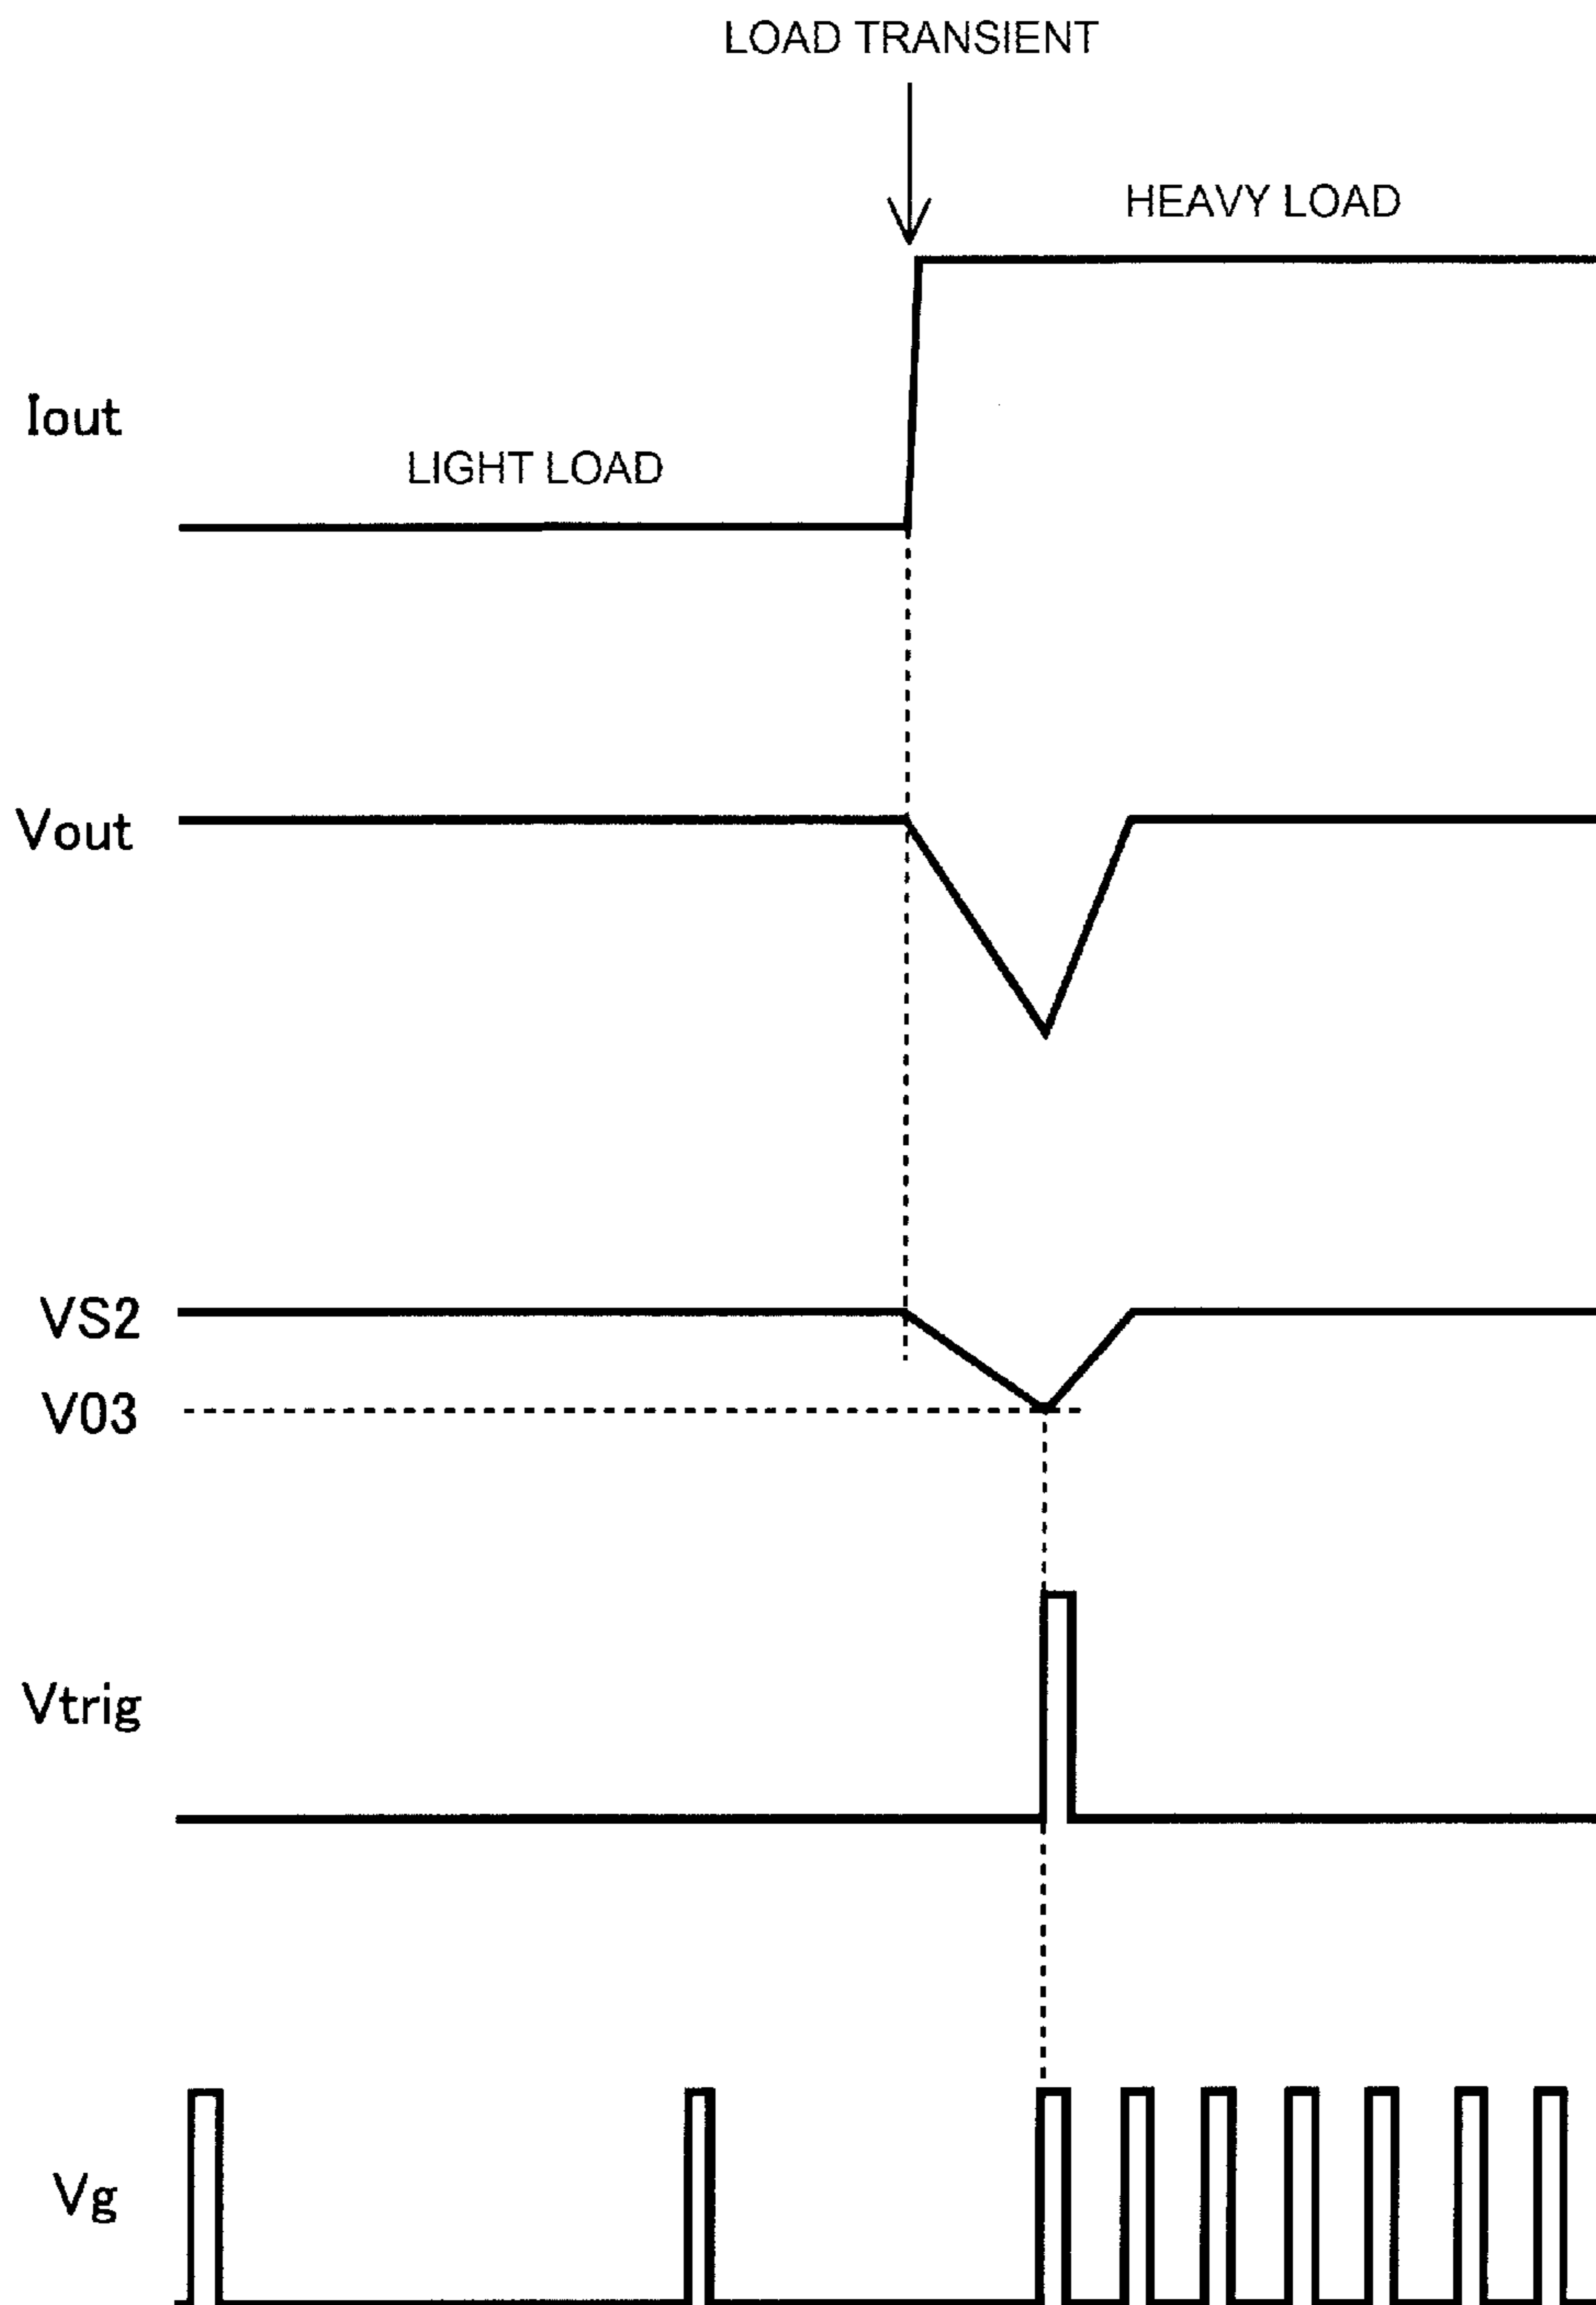 LOAD TRANSIENT
HEAVY LOAD
Iout
LIGHT LOAD
Vout
VS2
V03
Vtrig
Vg